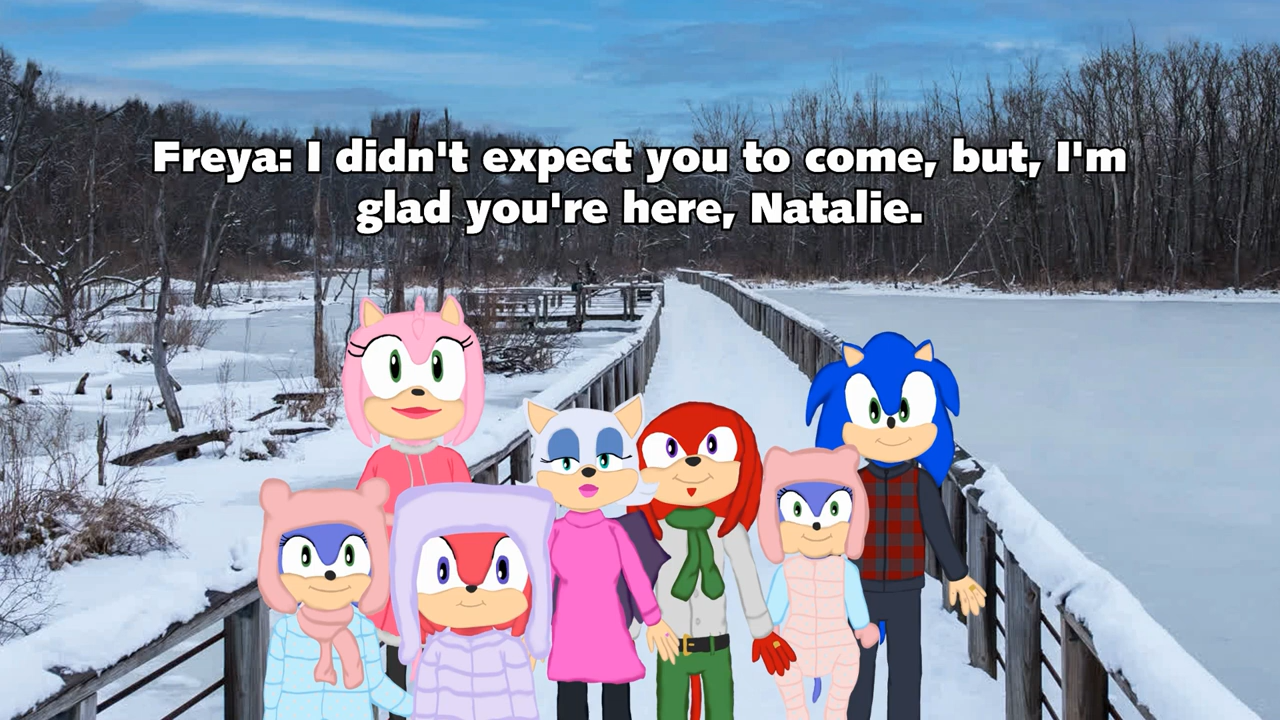 Freya: I didn't expect you to come, but, I'm
glad you're here, Natalie.